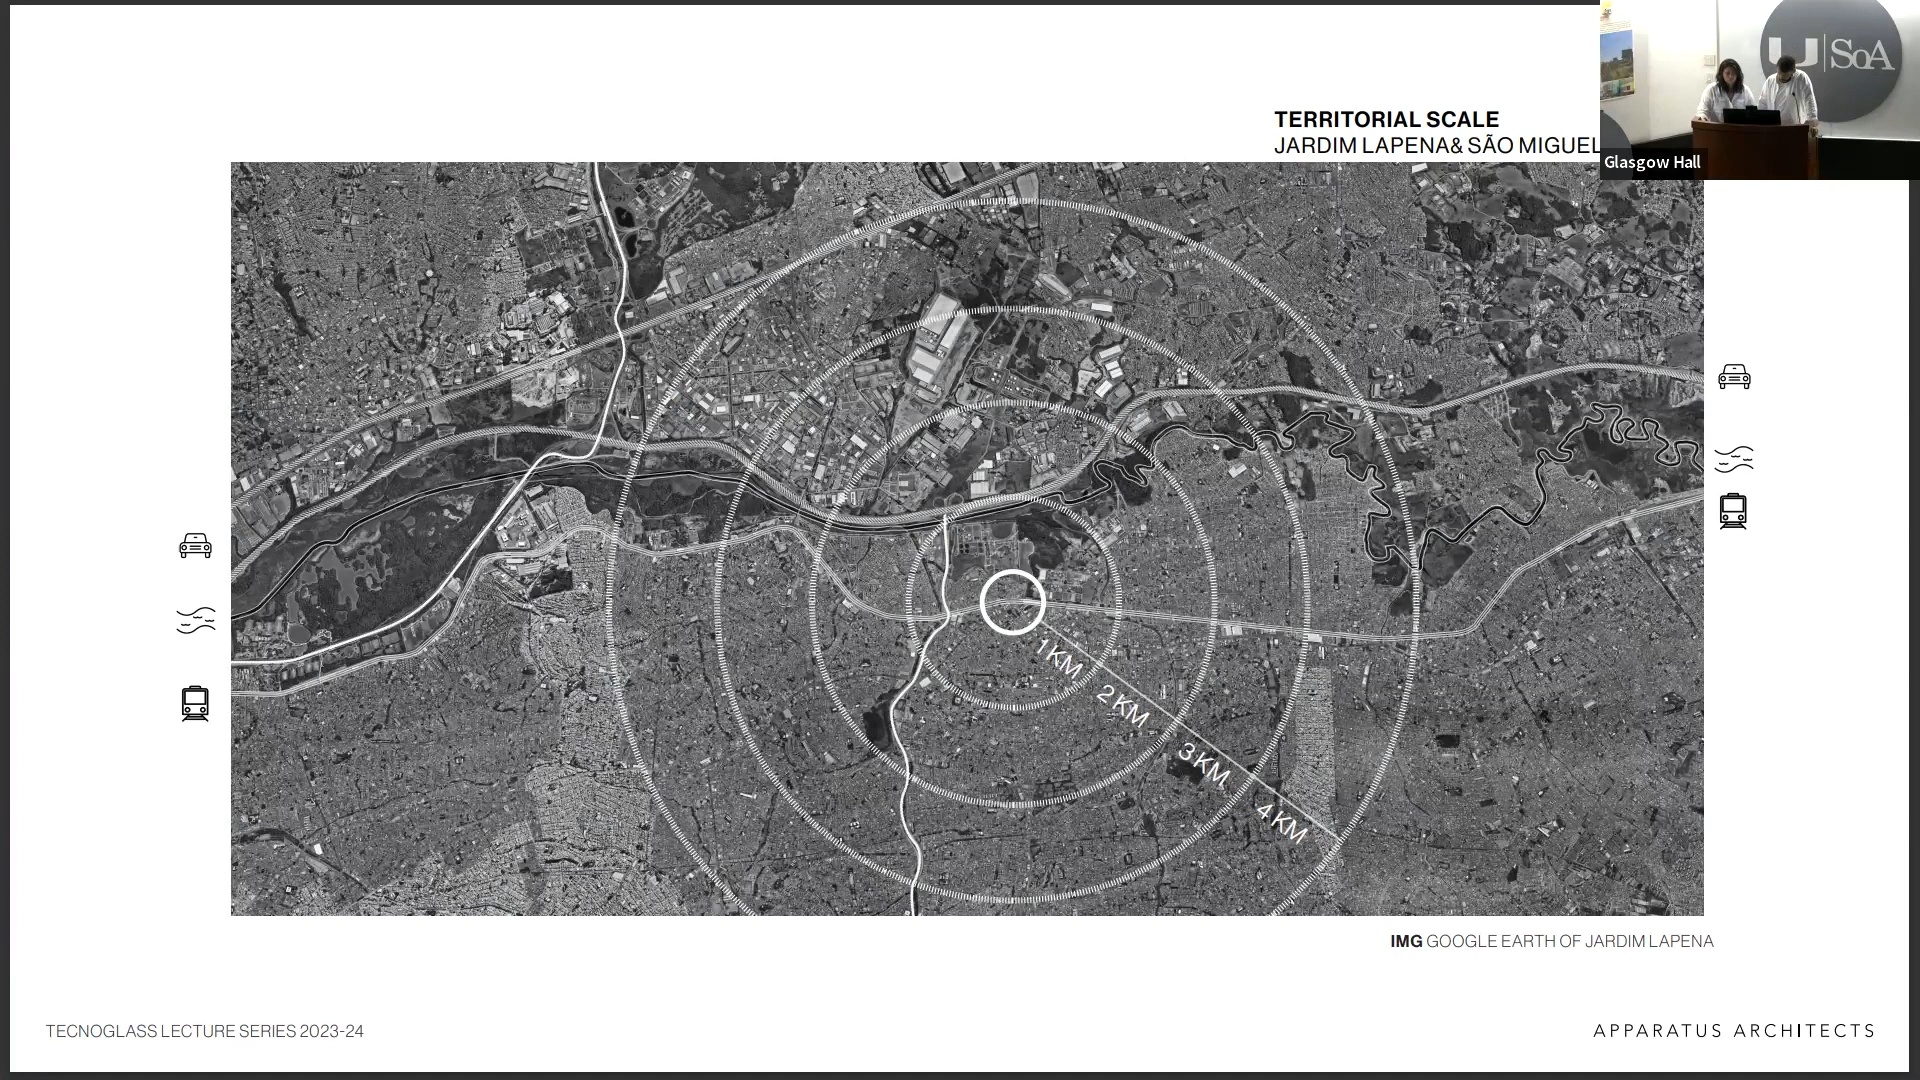 TERRITORIAL SCALE
JARDIM LAPENA& SÃO MIGUEL
U SoA
Glasgow Hall
1 KM
2 KM
3 KM
4 KM
IMG GOOGLE EARTH OF JARDIM LAPENA
TECNOGLASS LECTURE SERIES 2023-24
APPARATUS ARCHITECTS